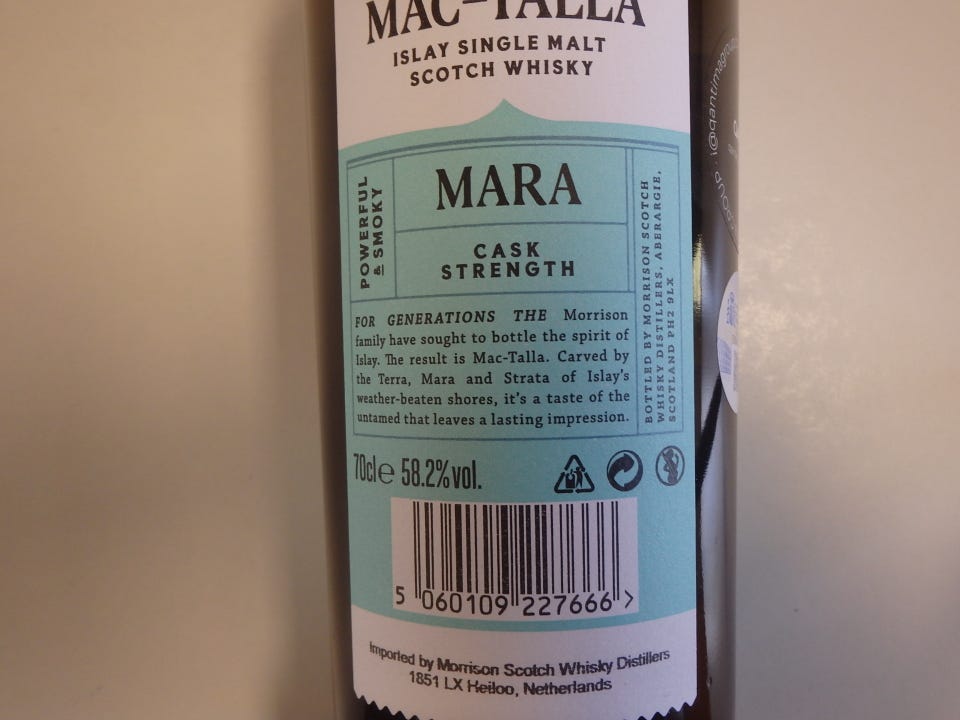 MAC-TALLA
ISLAY SINGLE MALT
SCOTCH WHISKY
POWERFUL
& SMOKY
MARA
CASK
STRENGTH
FOR GENERATIONS THE Morrison
family have sought to bottle the spirit of
Islay. The result is Mac-Talla. Carved by
the Terra, Mara and Strata of Islay's
weather-beaten shores, it's a taste of the
untamed that leaves a lasting impression.
BOTTLED BY MORRISON SCOTCH
WHISKY DISTILLERS, ABERARGIE,
SCOTLAND PH2 9LX
70cl e 58.2%vol.
5 060109 227666 >
Imported by Morrison Scotch Whisky Distillers
1851 LX Heiloo, Netherlands